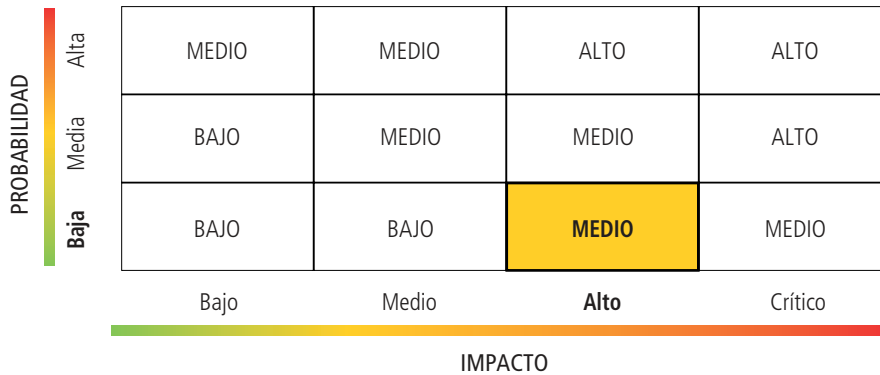 PROBABILIDAD
Alta
MEDIO MEDIO ALTO ALTO
Media
BAJO MEDIO MEDIO ALTO
Baja
BAJO BAJO MEDIO MEDIO
Bajo Medio Alto Crítico
IMPACTO